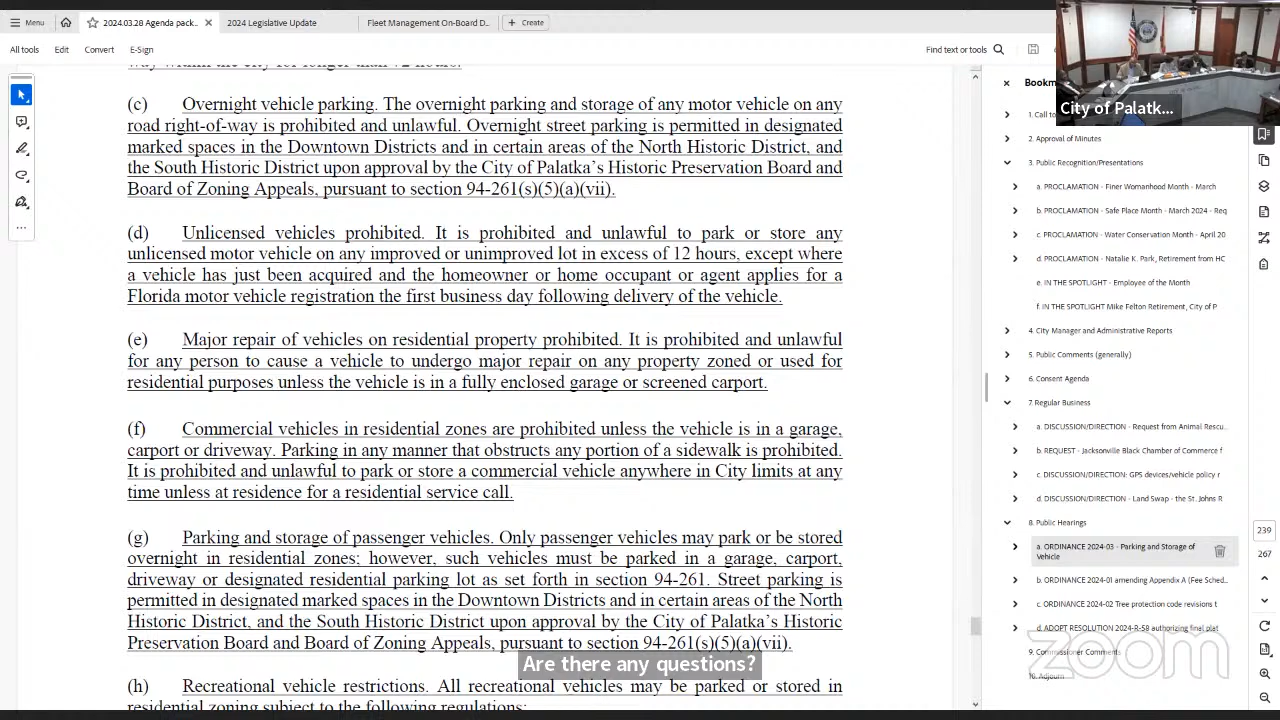 Menu
2024.03.28 Agenda pack...
2024 Legislative Update
Fleet Management On-Board D...
Create
All tools
Edit
Convert
E-Sign
Find text or tools
way within the city for longer than 72 hours.
(c) Overnight vehicle parking. The overnight parking and storage of any motor vehicle on any
road right-of-way is prohibited and unlawful. Overnight street parking is permitted in designated
marked spaces in the Downtown Districts and in certain areas of the North Historic District, and
the South Historic District upon approval by the City of Palatka's Historic Preservation Board and
Board of Zoning Appeals, pursuant to section 94-261(s)(5)(a)(vii).
(d) Unlicensed vehicles prohibited. It is prohibited and unlawful to park or store any
unlicensed motor vehicle on any improved or unimproved lot in excess of 12 hours, except where
a vehicle has just been acquired and the homeowner or home occupant or agent applies for a
Florida motor vehicle registration the first business day following delivery of the vehicle.
(e) Major repair of vehicles on residential property prohibited. It is prohibited and unlawful
for any person to cause a vehicle to undergo major repair on any property zoned or used for
residential purposes unless the vehicle is in a fully enclosed garage or screened carport.
(f) Commercial vehicles in residential zones are prohibited unless the vehicle is in a garage,
carport or driveway. Parking in any manner that obstructs any portion of a sidewalk is prohibited.
It is prohibited and unlawful to park or store a commercial vehicle anywhere in City limits at any
time unless at residence for a residential service call.
(g) Parking and storage of passenger vehicles. Only passenger vehicles may park or be stored
overnight in residential zones; however, such vehicles must be parked in a garage, carport,
driveway or designated residential parking lot as set forth in section 94-261. Street parking is
permitted in designated marked spaces in the Downtown Districts and in certain areas of the North
Historic District, and the South Historic District upon approval by the City of Palatka's Historic
Preservation Board and Board of Zoning Appeals, pursuant to section 94-261(s)(5)(a)(vii).
Are there any questions?
(h) Recreational vehicle restrictions. All recreational vehicles may be parked or stored in
residential zoning subject to the following regulations:
Bookm
City of Palatk...
1. Call to
2. Approval of Minutes
3. Public Recognition/Presentations
a. PROCLAMATION - Finer Womanhood Month - March
b. PROCLAMATION - Safe Place Month - March 2024 - Req
c. PROCLAMATION - Water Conservation Month - April 20
d. PROCLAMATION - Natalie K. Park, Retirement from HC
e. IN THE SPOTLIGHT - Employee of the Month
f. IN THE SPOTLIGHT Mike Felton Retirement, City of P
4. City Manager and Administrative Reports
5. Public Comments (generally)
6. Consent Agenda
7. Regular Business
a. DISCUSSION/DIRECTION - Request from Animal Rescu...
b. REQUEST - Jacksonville Black Chamber of Commerce f
c. DISCUSSION/DIRECTION: GPS devices/vehicle policy r
d. DISCUSSION/DIRECTION - Land Swap - the St. Johns R
8. Public Hearings
a. ORDINANCE 2024-03 - Parking and Storage of
Vehicle
b. ORDINANCE 2024-01 amending Appendix A (Fee Sched...
c. ORDINANCE 2024-02 Tree protection code revisions t
d. ADOPT RESOLUTION 2024-R-58 authorizing final plat
9. Commissioner Comments
10. Adjourn
zoom
239
267